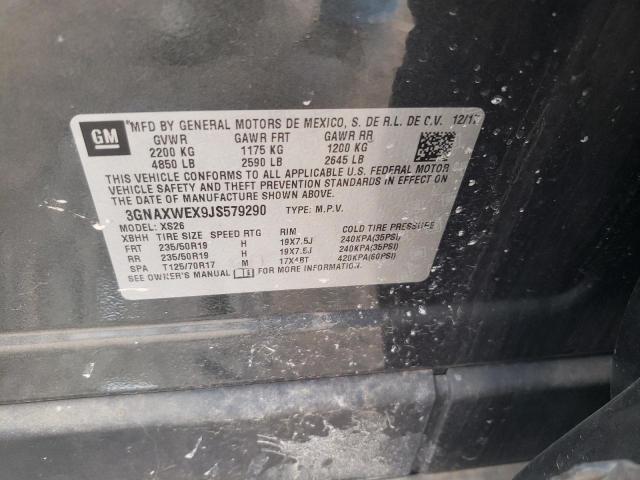 GM
MFD BY GENERAL MOTORS DE MEXICO, S. DE R.L. DE C.V. 12/17
GVWR GAWR FRT GAWR RR
2200 KG 1175 KG 1200 KG
4850 LB 2590 LB 2645 LB
THIS VEHICLE CONFORMS TO ALL APPLICABLE U.S. FEDERAL MOTOR
VEHICLE SAFETY, BUMPER, AND THEFT PREVENTION STANDARDS IN EFFECT ON
THE DATE OF MANUFACTURE SHOWN ABOVE.
3GNAXWEX9JS579290 TYPE: M.P.V.
MODEL: XS26
XBHH TIRE SIZE SPEED RTG RIM COLD TIRE PRESSURE
FRT 235/50R19 H 19X7.5J 240KPA(35PSI)
RR 235/50R19 H 19X7.5J 240KPA(35PSI)
SPA T125/70R17 M 17X4BT 420KPA(60PSI)
SEE OWNER'S MANUAL FOR MORE INFORMATION.